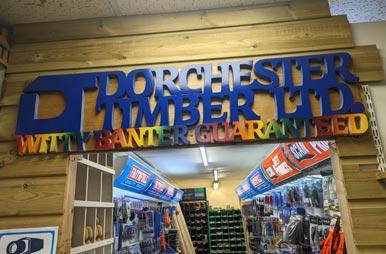 DORCHESTER
TIMBER LTD.
WITTY BANTER GUARANTEED